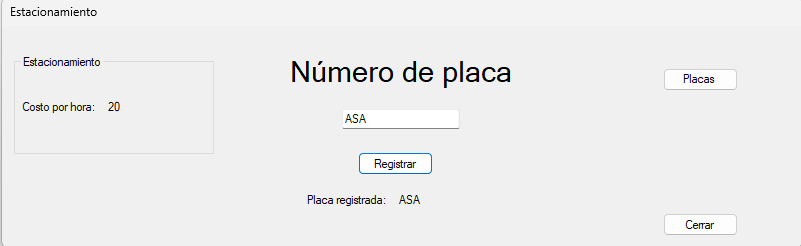 Estacionamiento
Estacionamiento
Costo por hora: 20
Número de placa
ASA
Registrar
Placa registrada: ASA
Placas
Cerrar